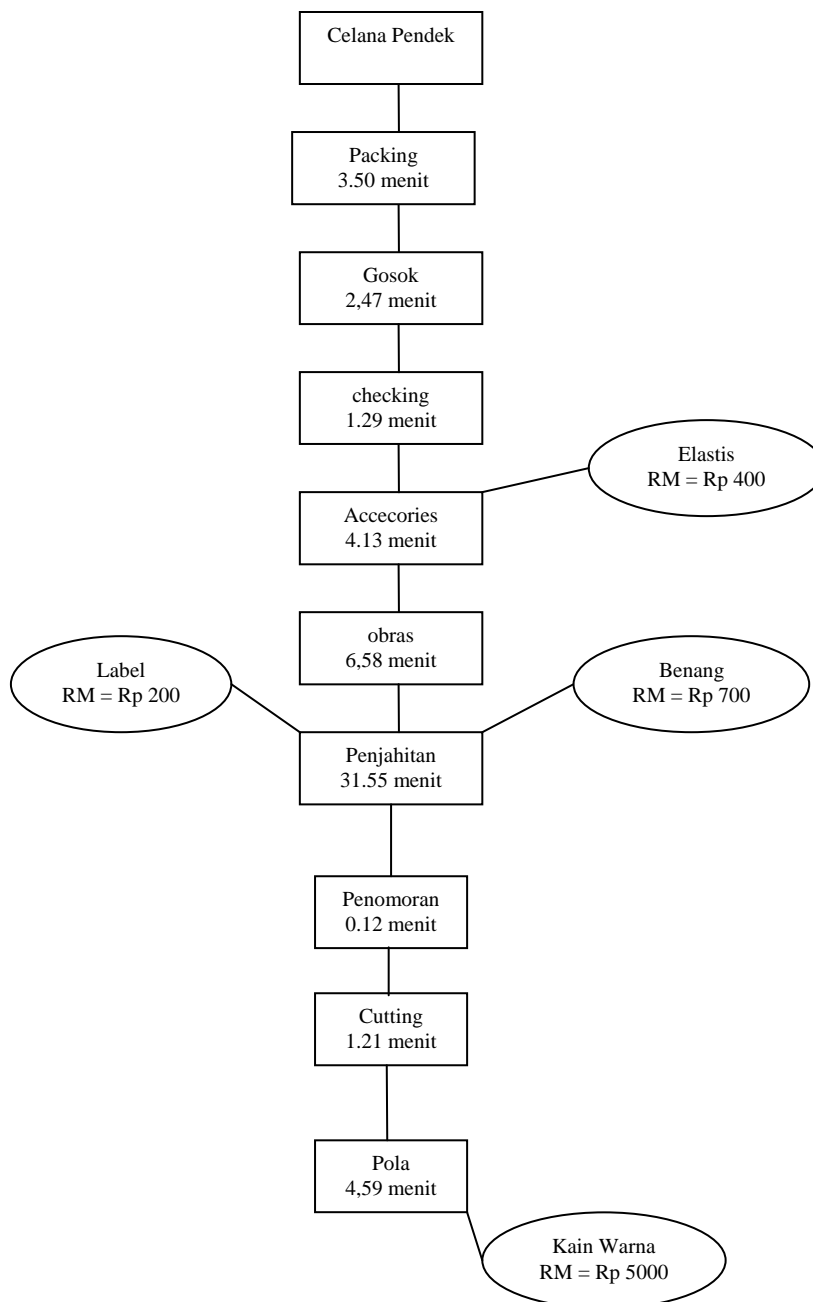 Celana Pendek
Packing
3.50 menit
Gosok
2,47 menit
checking
1.29 menit
Elastis
RM = Rp 400
Accecories
4.13 menit
obras
6,58 menit
Label
RM = Rp 200
Benang
RM = Rp 700
Penjahitan
31.55 menit
Penomoran
0.12 menit
Cutting
1.21 menit
Pola
4,59 menit
Kain Warna
RM = Rp 5000